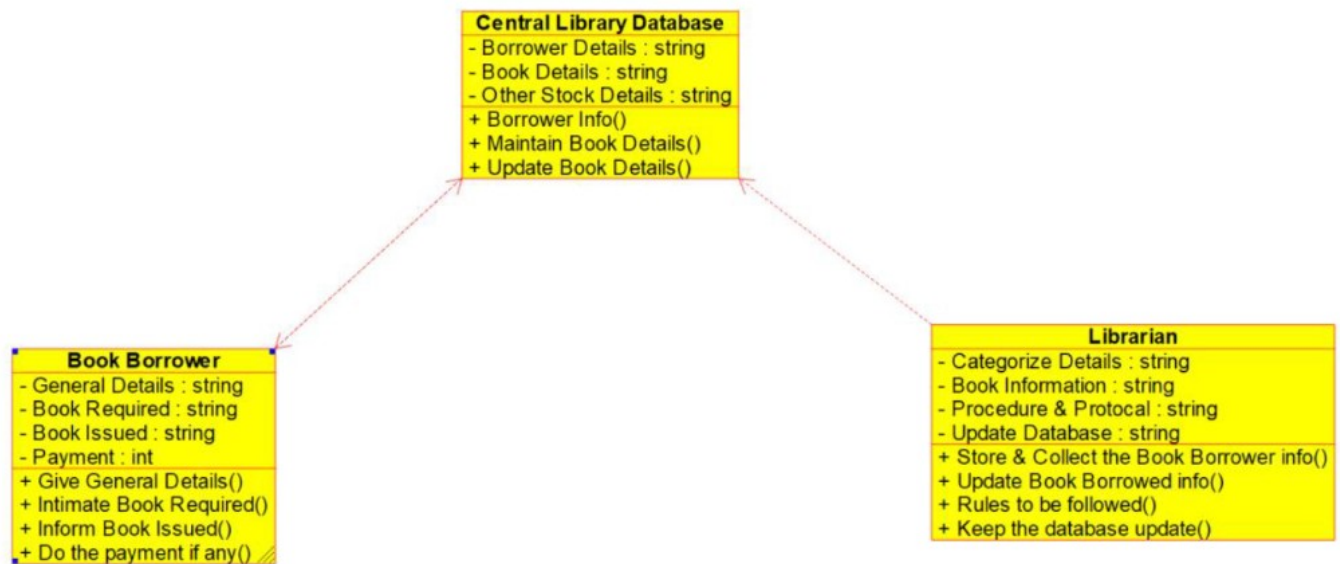 Central Library Database
- Borrower Details : string
- Book Details : string
- Other Stock Details : string
+ Borrower Info()
+ Maintain Book Details()
+ Update Book Details()
Book Borrower
- General Details : string
- Book Required : string
- Book Issued : string
- Payment : int
+ Give General Details()
+ Intimate Book Required()
+ Inform Book Issued()
+ Do the payment if any()
Librarian
- Categorize Details : string
- Book Information : string
- Procedure & Protocal : string
- Update Database : string
+ Store & Collect the Book Borrower info()
+ Update Book Borrowed info()
+ Rules to be followed()
+ Keep the database update()